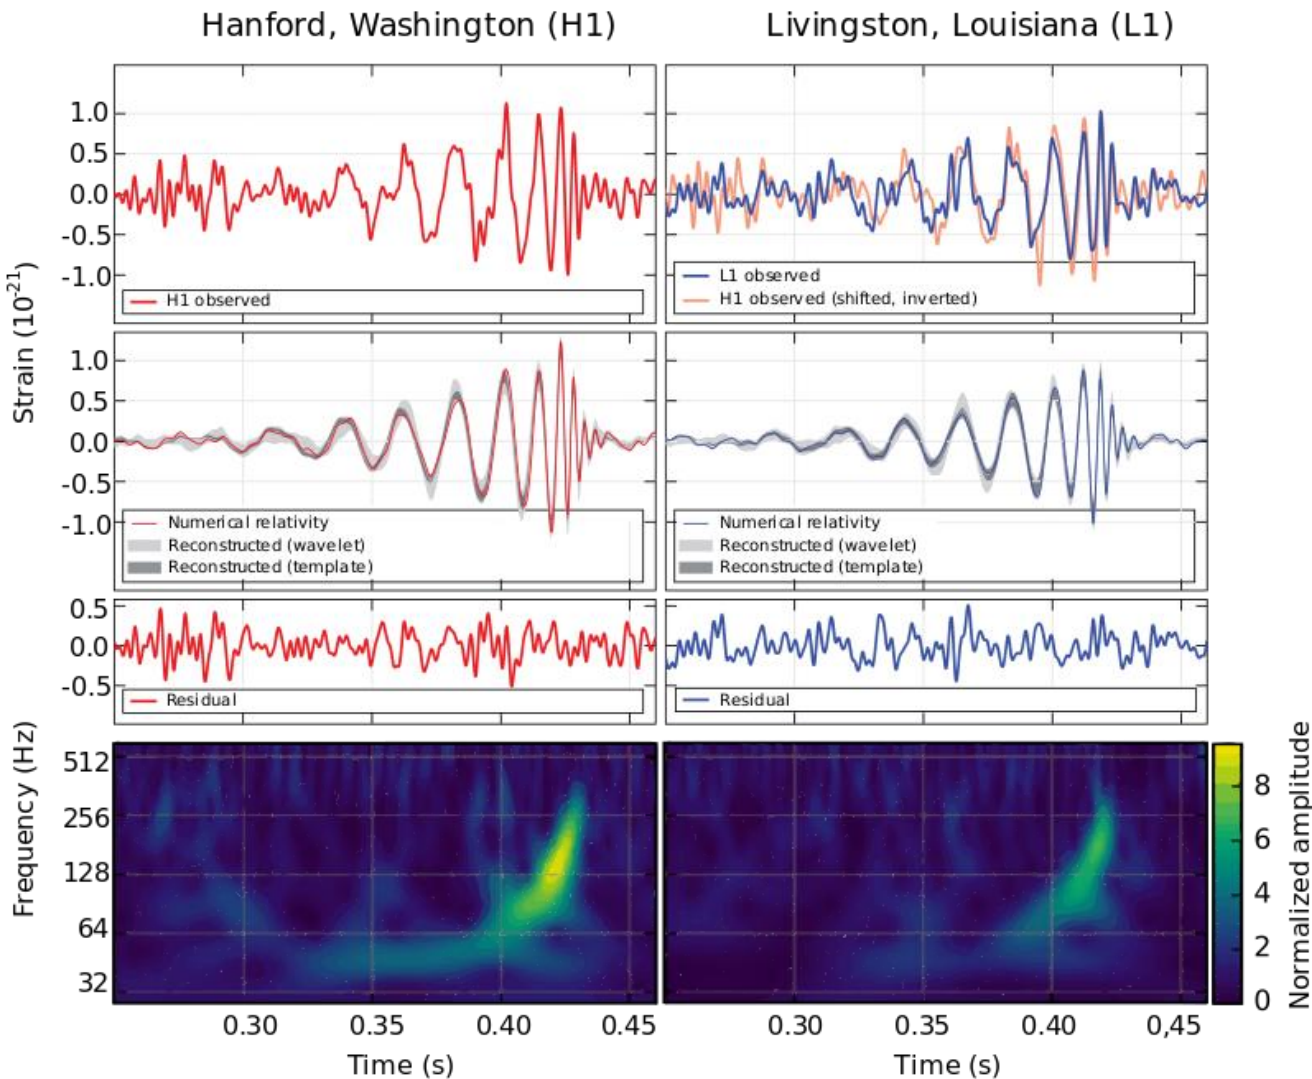 Hanford, Washington (H1)
Livingston, Louisiana (L1)
Strain (10-21)
1.0
0.5
0.0
-0.5
-1.0
H1 observed
L1 observed
H1 observed (shifted, inverted)
1.0
0.5
0.0
-0.5
-1.0
Numerical relativity
Reconstructed (wavelet)
Reconstructed (template)
Numerical relativity
Reconstructed (wavelet)
Reconstructed (template)
0.5
0.0
-0.5
Residual
Residual
Frequency (Hz)
512
256
128
64
32
Normalized amplitude
8
6
4
2
0
0.30
0.35
0.40
0.45
0.30
0.35
0.40
0,45
Time (s)
Time (s)